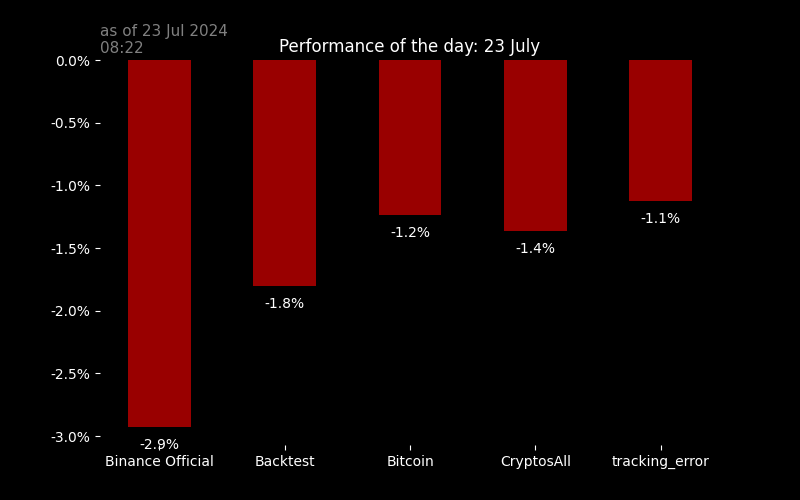 as of 23 Jul 2024
08:22
Performance of the day: 23 July
0.0%
-0.5%
-1.0%
-1.5%
-2.0%
-2.5%
-3.0%
-2.9%
-1.8%
-1.2%
-1.4%
-1.1%
Binance Official
Backtest
Bitcoin
CryptosAll
tracking_error